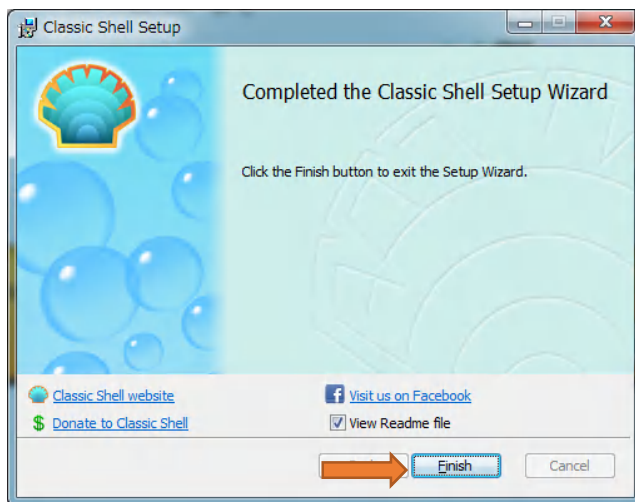 Classic Shell Setup
Completed the Classic Shell Setup Wizard
Click the Finish button to exit the Setup Wizard.
Classic Shell website
Visit us on Facebook
$ Donate to Classic Shell
View Readme file
Finish
Cancel